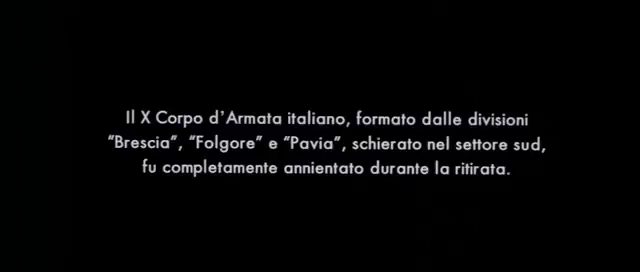 Il X Corpo d'Armata italiano, formato dalle divisioni
"Brescia", "Folgore" e "Pavia", schierato nel settore sud,
fu completamente annientato durante la ritirata.